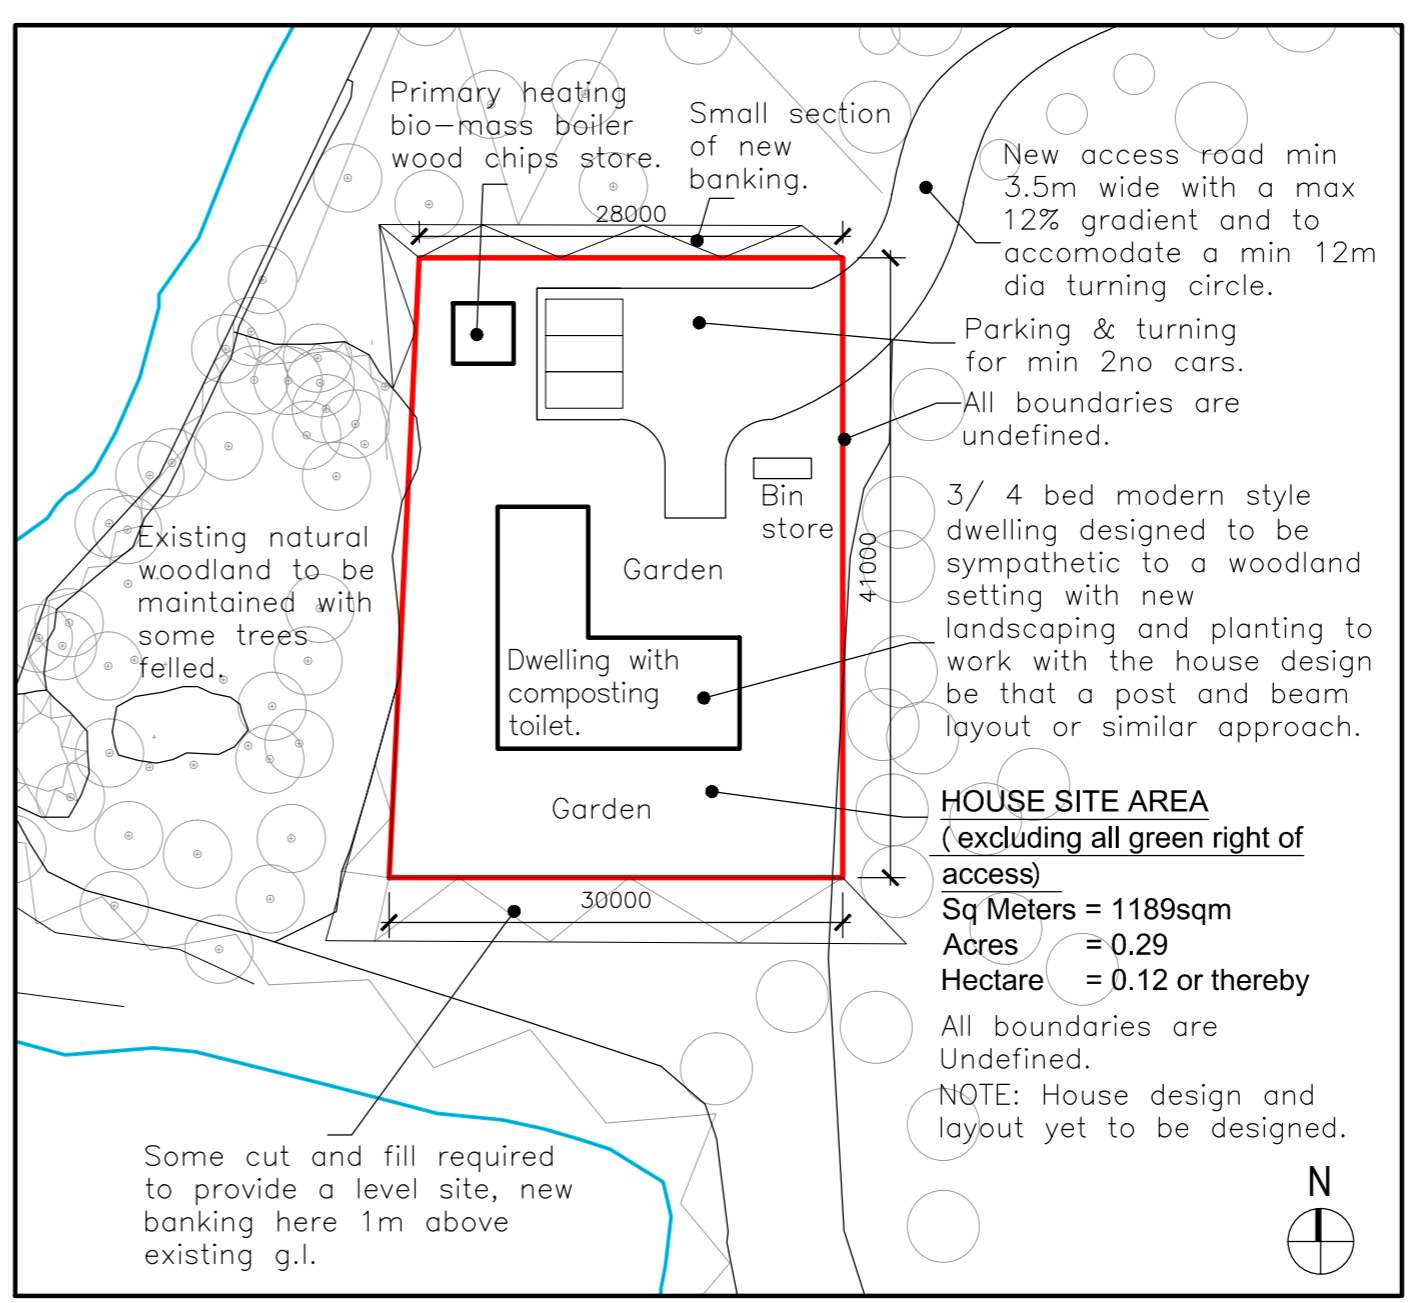 Primary heating
bio-mass boiler
wood chips store.
Small section
of new
banking.
28000
New access road min
3.5m wide with a max
12% gradient and to
accomodate a min 12m
dia turning circle.
Parking & turning
for min 2no cars.
All boundaries are
undefined.
Bin
store
41000
3/ 4 bed modern style
dwelling designed to be
sympathetic to a woodland
setting with new
landscaping and planting to
work with the house design
be that a post and beam
layout or similar approach.
Existing natural
woodland to be
maintained with
some trees
felled.
Garden
Dwelling with
composting
toilet.
Garden
30000
HOUSE SITE AREA
(excluding all green right of
access)
Sq Meters = 1189sqm
Acres = 0.29
Hectare = 0.12 or thereby
All boundaries are
Undefined.
NOTE: House design and
layout yet to be designed.
Some cut and fill required
to provide a level site, new
banking here 1m above
existing g.l.
N